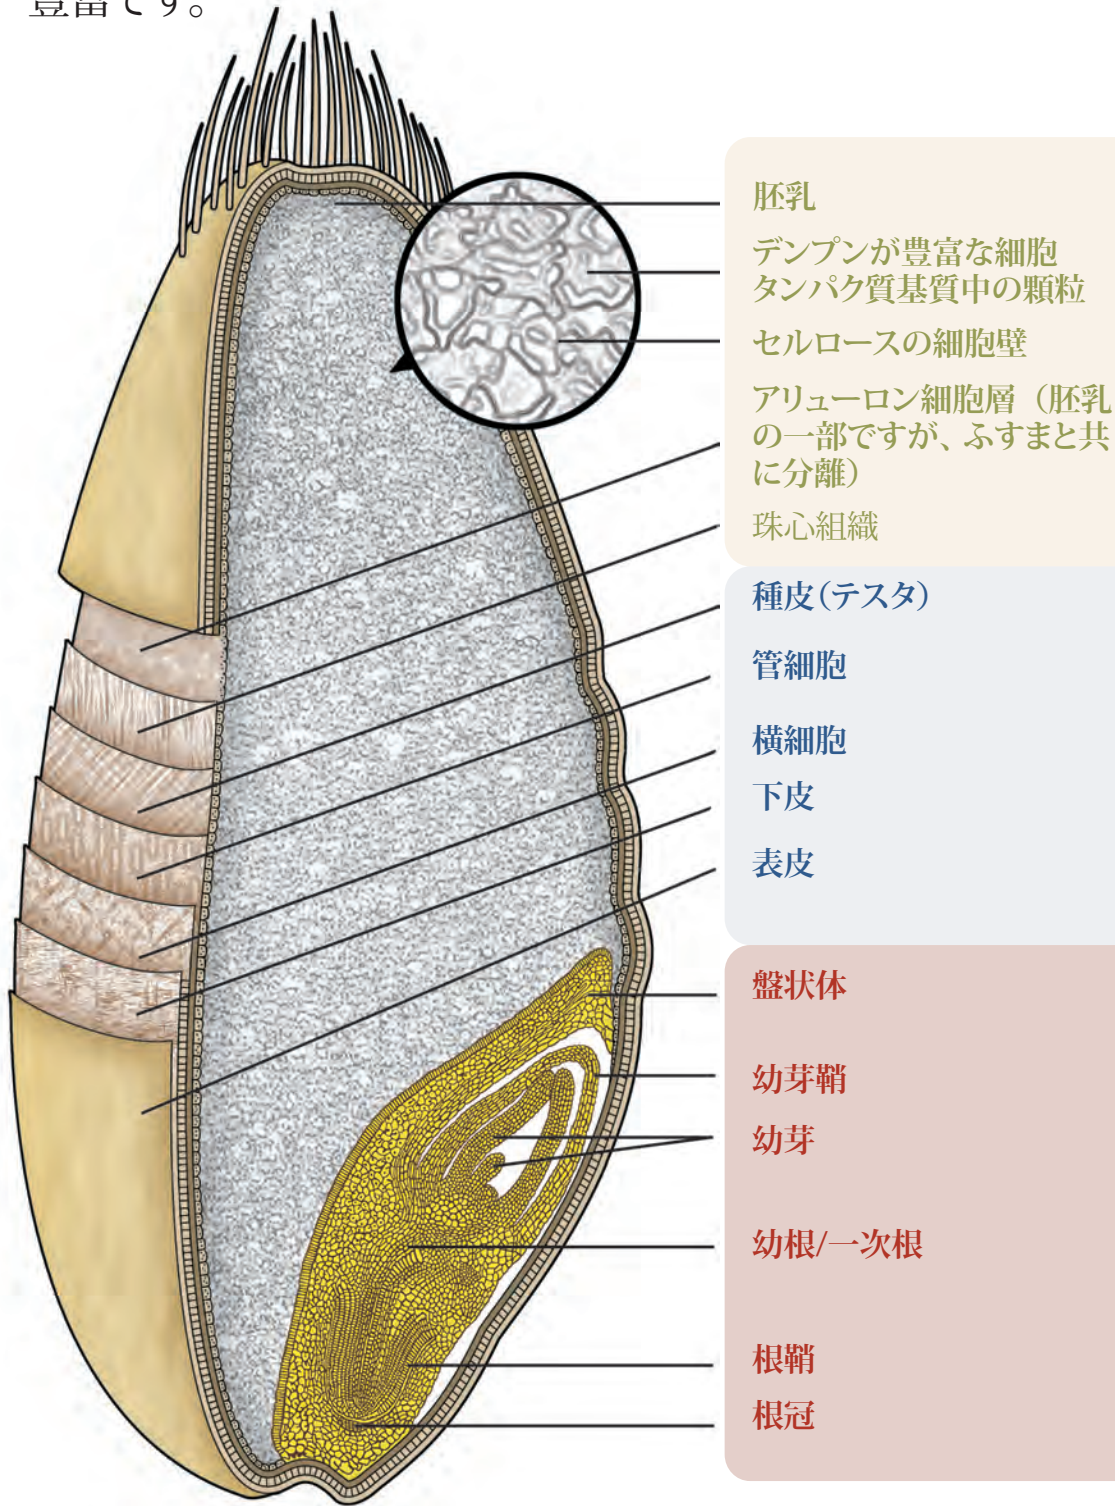 豊富です。
胚乳
デンプンが豊富な細胞
タンパク質基質中の顆粒
セルロースの細胞壁
アリューロン細胞層（胚乳
の一部ですが、ふすまと共
に分離）
珠心組織
種皮（テスタ）
管細胞
横細胞
下皮
表皮
盤状体
幼芽鞘
幼芽
幼根/一次根
根鞘
根冠